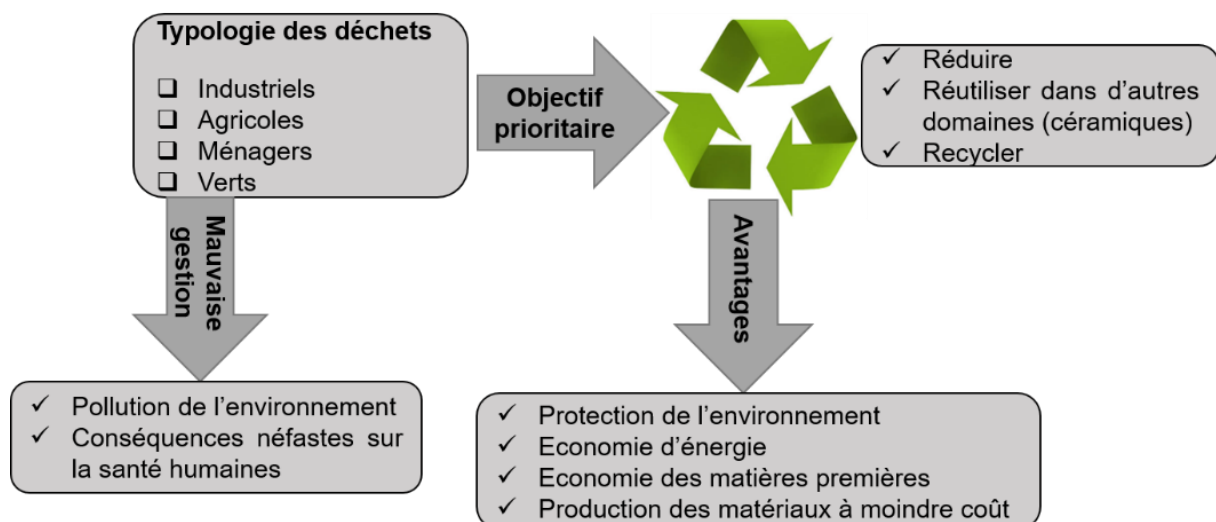 Typologie des déchets
Industriels
Agricoles
Ménagers
Verts
Objectif
prioritaire
✓ Réduire
✓ Réutiliser dans d’autres
domaines (céramiques)
✓ Recycler
Mauvaise
gestion
Avantages
✓ Pollution de l’environnement
✓ Conséquences néfastes sur
la santé humaines
✓ Protection de l’environnement
✓ Economie d’énergie
✓ Economie des matières premières
✓ Production des matériaux à moindre coût